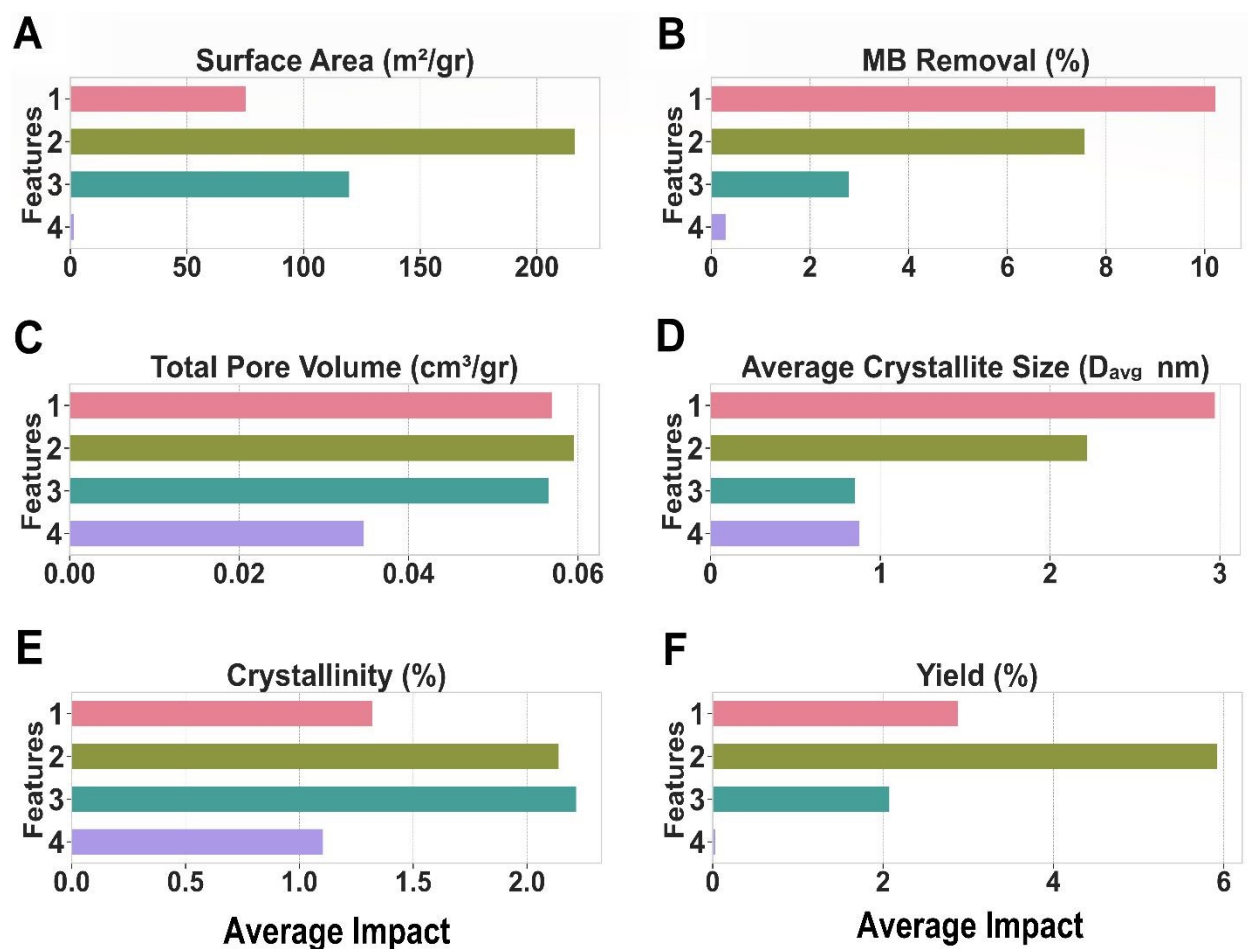 A
Surface Area (m²/gr)
Features
1
2
3
4
0 50 100 150 200
B
MB Removal (%)
Features
1
2
3
4
0 2 4 6 8 10
C
Total Pore Volume (cm³/gr)
Features
1
2
3
4
0.00 0.02 0.04 0.06
D
Average Crystallite Size (Davg nm)
Features
1
2
3
4
0 1 2 3
E
Crystallinity (%)
Features
1
2
3
4
0.0 0.5 1.0 1.5 2.0
Average Impact
F
Yield (%)
Features
1
2
3
4
0 2 4 6
Average Impact